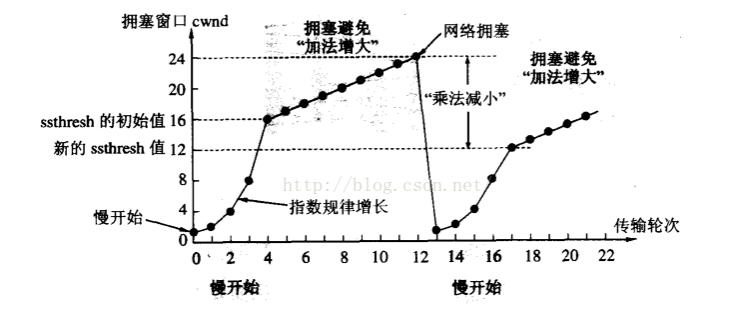 拥塞窗口 cwnd
拥塞避免
“加法增大”
网络拥塞
拥塞避免
“加法增大”
24
20
ssthresh 的初始值 16
“乘法减小”
新的 ssthresh 值 12
8
http://blog.csdn.net
4
指数规律增长
慢开始
0
传输轮次
0 2 4 6 8 10 12 14 16 18 20 22
慢开始
慢开始